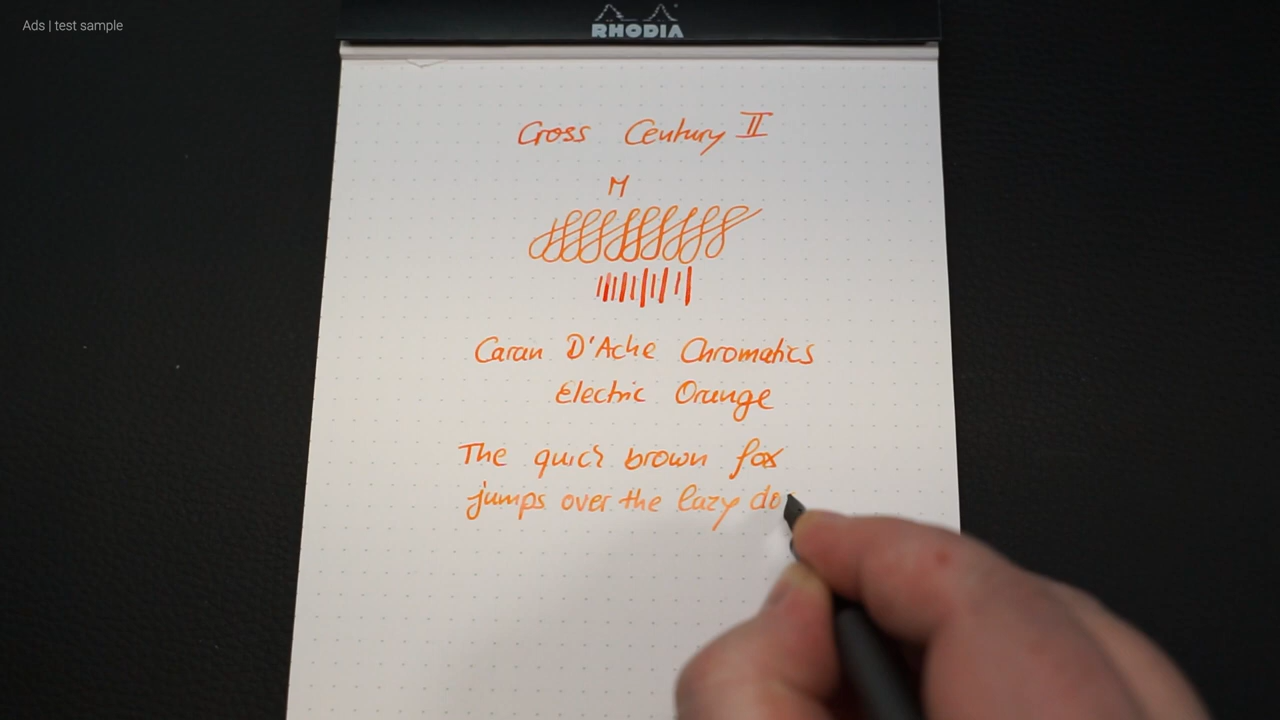 Ads | test sample
RHODIA
Cross Century II
M
Caran D'Ache Chromatics
Electric Orange
The quick brown fox
jumps over the lazy do